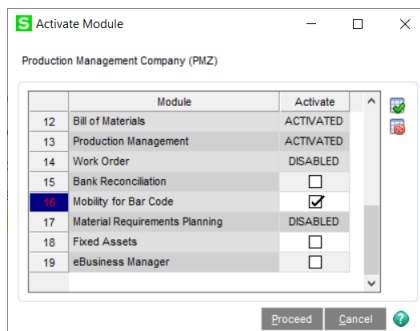 S Activate Module
Production Management Company (PMZ)
Module Activate
12 Bill of Materials ACTIVATED
13 Production Management ACTIVATED
14 Work Order DISABLED
15 Bank Reconciliation
16 Mobility for Bar Code
17 Material Requirements Planning DISABLED
18 Fixed Assets
19 eBusiness Manager
Proceed Cancel ?